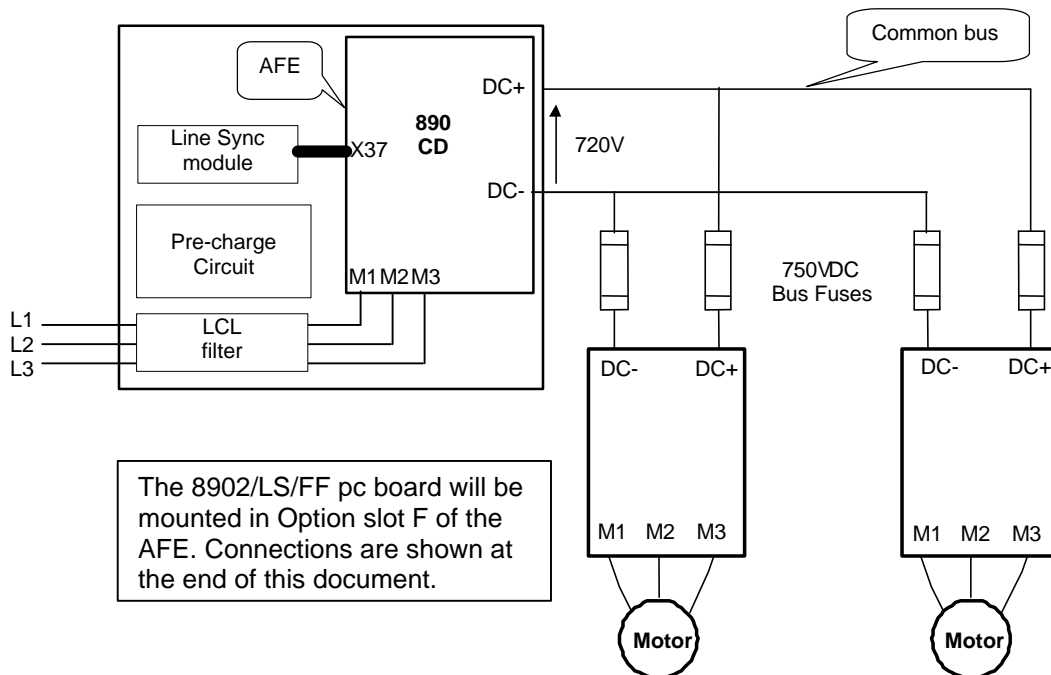 Common bus
AFE
DC+
890
CD
Line Sync
module
X37
720V
DC-
Pre-charge
Circuit
750VDC
Bus Fuses
M1 M2 M3
L1
L2
L3
LCL
filter
DC- DC+
DC- DC+
The 8902/LS/FF pc board will be
mounted in Option slot F of the
AFE. Connections are shown at
the end of this document.
M1 M2 M3
M1 M2 M3
Motor
Motor